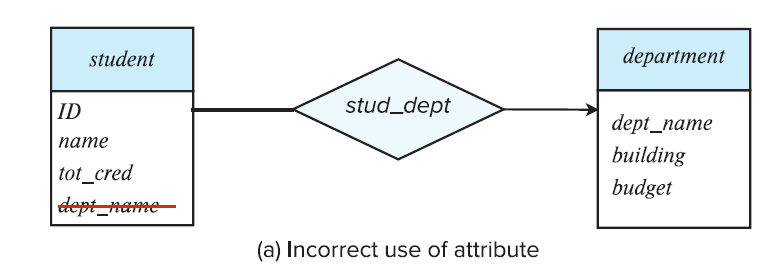 student
ID
name
tot_cred
dept_name
stud_dept
department
dept_name
building
budget
(a) Incorrect use of attribute